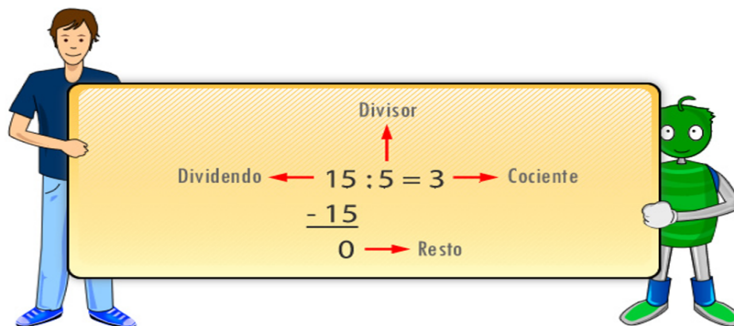 Divisor
Dividendo 15 : 5 = 3 Cociente
- 15
0 Resto